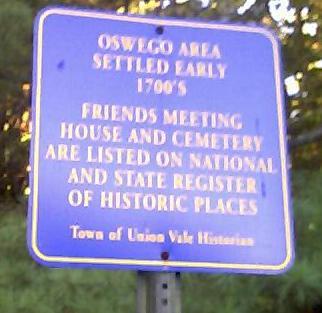 OSWEGO AREA
SETTLED EARLY
1700'S
FRIENDS MEETING
HOUSE AND CEMETERY
ARE LISTED ON NATIONAL
AND STATE REGISTER
OF HISTORIC PLACES
Town of Union Vale Historian